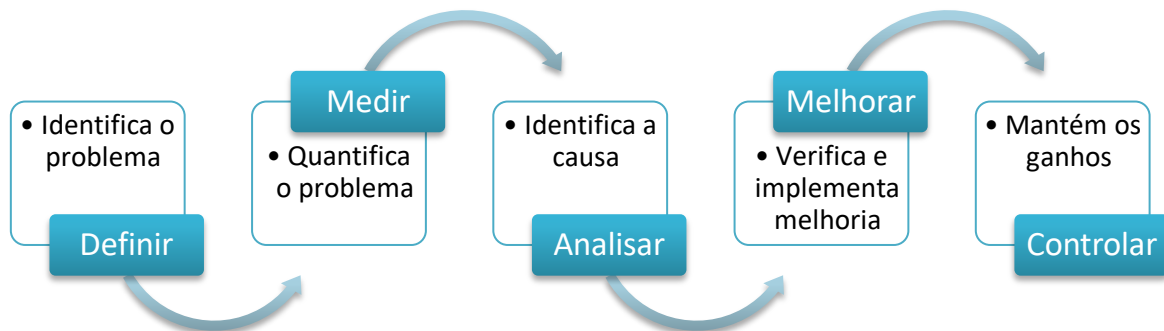 • Identifica o
problema
Definir
Medir
• Quantifica
o problema
• Identifica a
causa
Analisar
Melhorar
• Verifica e
implementa
melhoria
• Mantém os
ganhos
Controlar